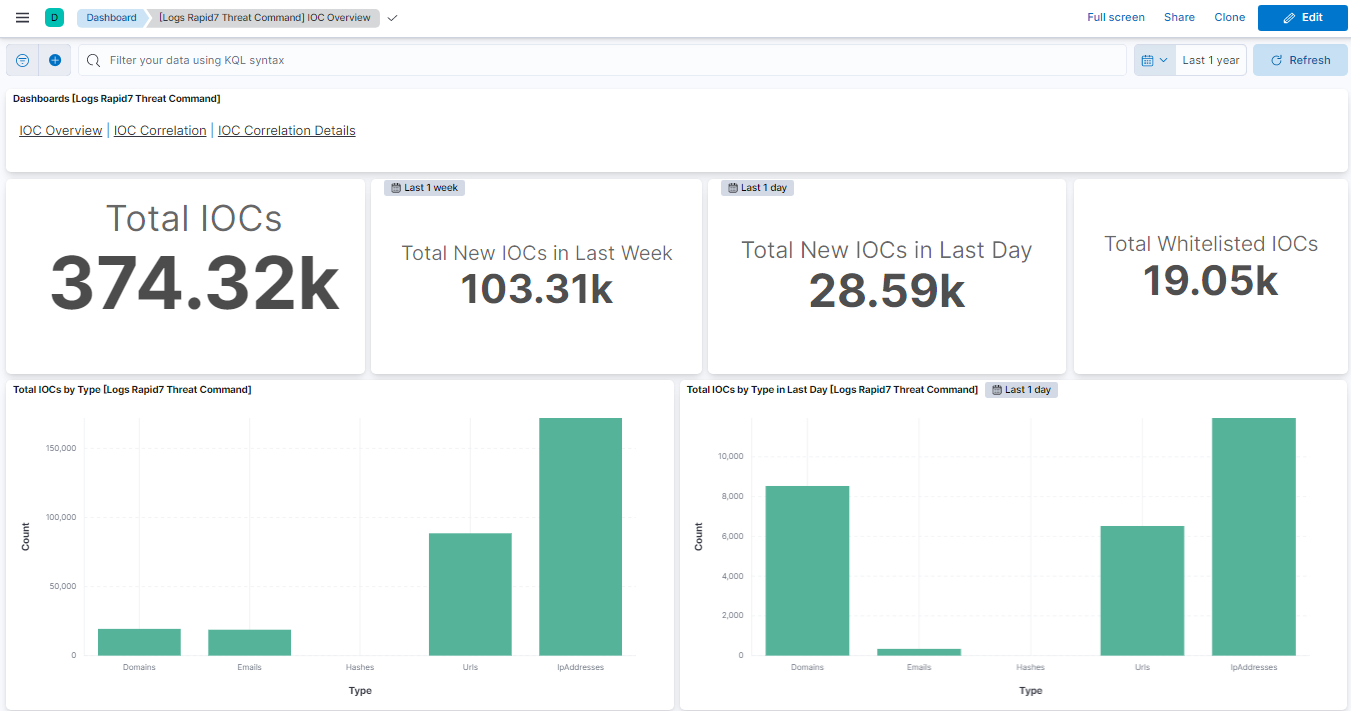 D Dashboard [Logs Rapid7 Threat Command] IOC Overview Full screen Share Clone Edit
Filter your data using KQL syntax Last 1 year Refresh
Dashboards [Logs Rapid7 Threat Command]
IOC Overview | IOC Correlation | IOC Correlation Details
Total IOCs
374.32k
Last 1 week
Total New IOCs in Last Week
103.31k
Last 1 day
Total New IOCs in Last Day
28.59k
Total Whitelisted IOCs
19.05k
Total IOCs by Type [Logs Rapid7 Threat Command]
150,000
100,000
50,000
0
Count
Domains Emails Hashes Urls IpAddresses
Type
Total IOCs by Type in Last Day [Logs Rapid7 Threat Command] Last 1 day
10,000
8,000
6,000
4,000
2,000
0
Count
Domains Emails Hashes Urls IpAddresses
Type